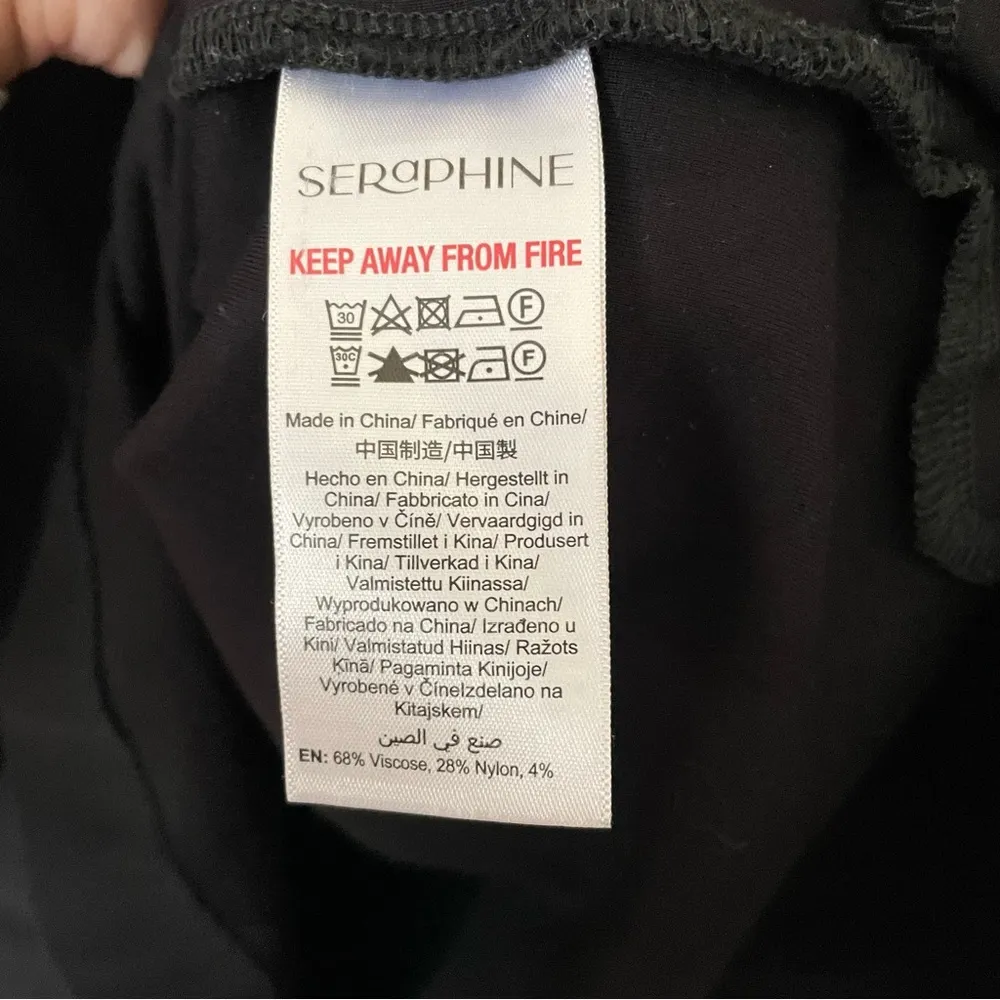 SERaPHINE
KEEP AWAY FROM FIRE
30 F
30C F
Made in China/ Fabriqué en Chine/
中国制造/中国製
Hecho en China/ Hergestellt in
China/ Fabbricato in Cina/
Vyrobeno v Číně/ Vervaardgigd in
China/ Fremstillet i Kina/ Produsert
i Kina/ Tillverkad i Kina/
Valmistettu Kiinassa/
Wyprodukowano w Chinach/
Fabricado na China/ Izrađeno u
Kini/ Valmistatud Hiinas/ Ražots
Ķīnā/ Pagaminta Kinijoje/
Vyrobené v ČíneIzdelano na
Kitajskem/
صنع في الصين
EN: 68% Viscose, 28% Nylon, 4%